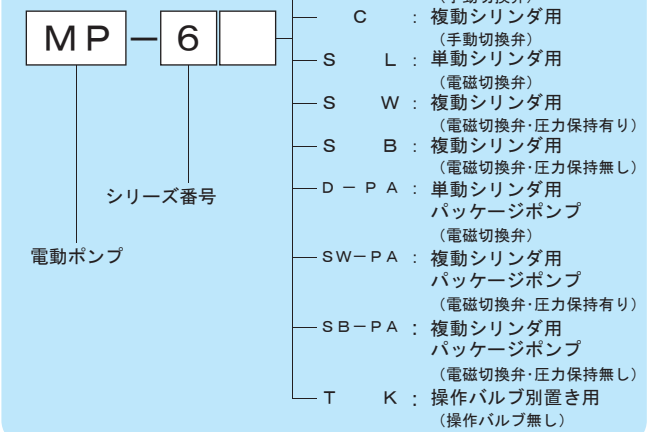 MP－6
C : 複動シリンダ用
（手動切換弁）
S L : 単動シリンダ用
（電磁切換弁）
S W : 複動シリンダ用
（電磁切換弁･圧力保持有り）
S B : 複動シリンダ用
（電磁切換弁･圧力保持無し）
D－PA : 単動シリンダ用
パッケージポンプ
（電磁切換弁）
SW－PA : 複動シリンダ用
パッケージポンプ
（電磁切換弁･圧力保持有り）
SB－PA : 複動シリンダ用
パッケージポンプ
（電磁切換弁･圧力保持無し）
T K : 操作バルブ別置き用
（操作バルブ無し）
シリーズ番号
電動ポンプ